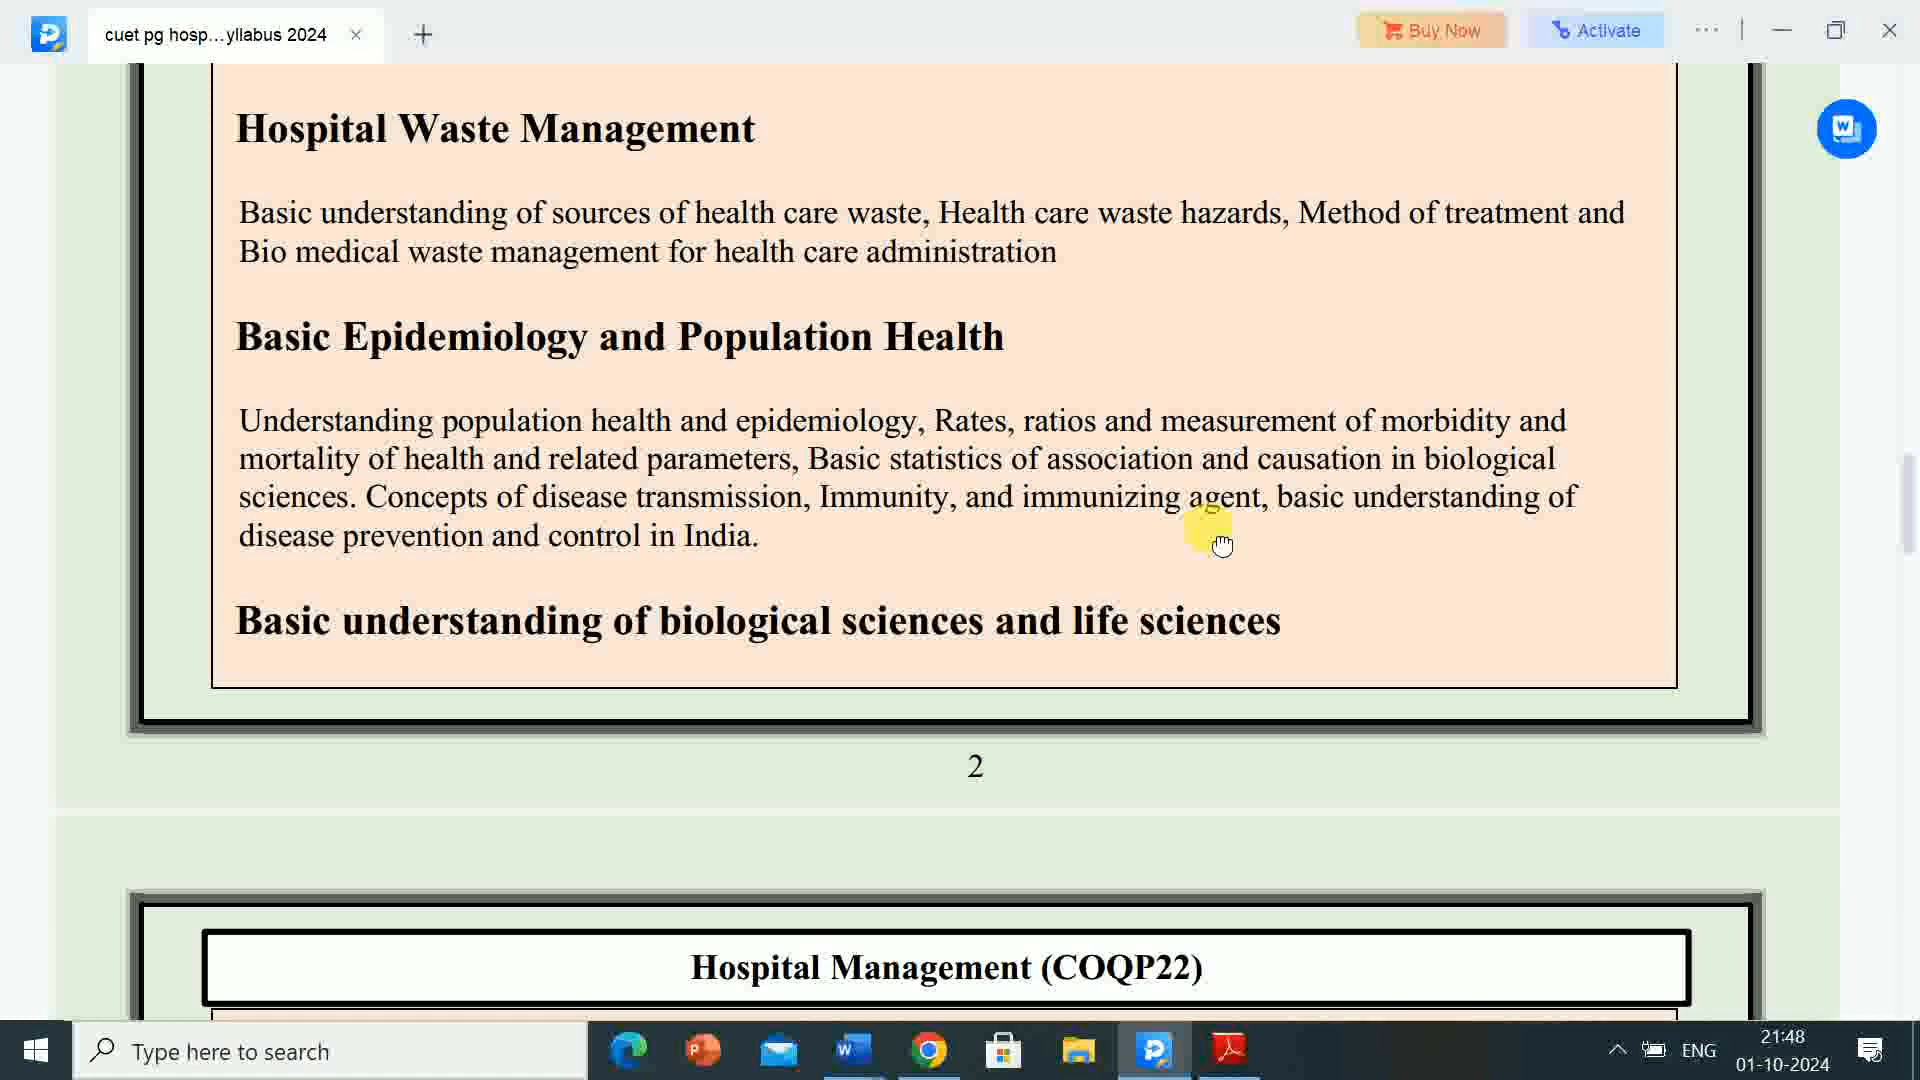 cuet pg hosp...yllabus 2024
Buy Now
Activate
Hospital Waste Management
Basic understanding of sources of health care waste, Health care waste hazards, Method of treatment and
Bio medical waste management for health care administration
Basic Epidemiology and Population Health
Understanding population health and epidemiology, Rates, ratios and measurement of morbidity and
mortality of health and related parameters, Basic statistics of association and causation in biological
sciences. Concepts of disease transmission, Immunity, and immunizing agent, basic understanding of
disease prevention and control in India.
Basic understanding of biological sciences and life sciences
2
Hospital Management (COQP22)
Type here to search
ENG
21:48
01-10-2024